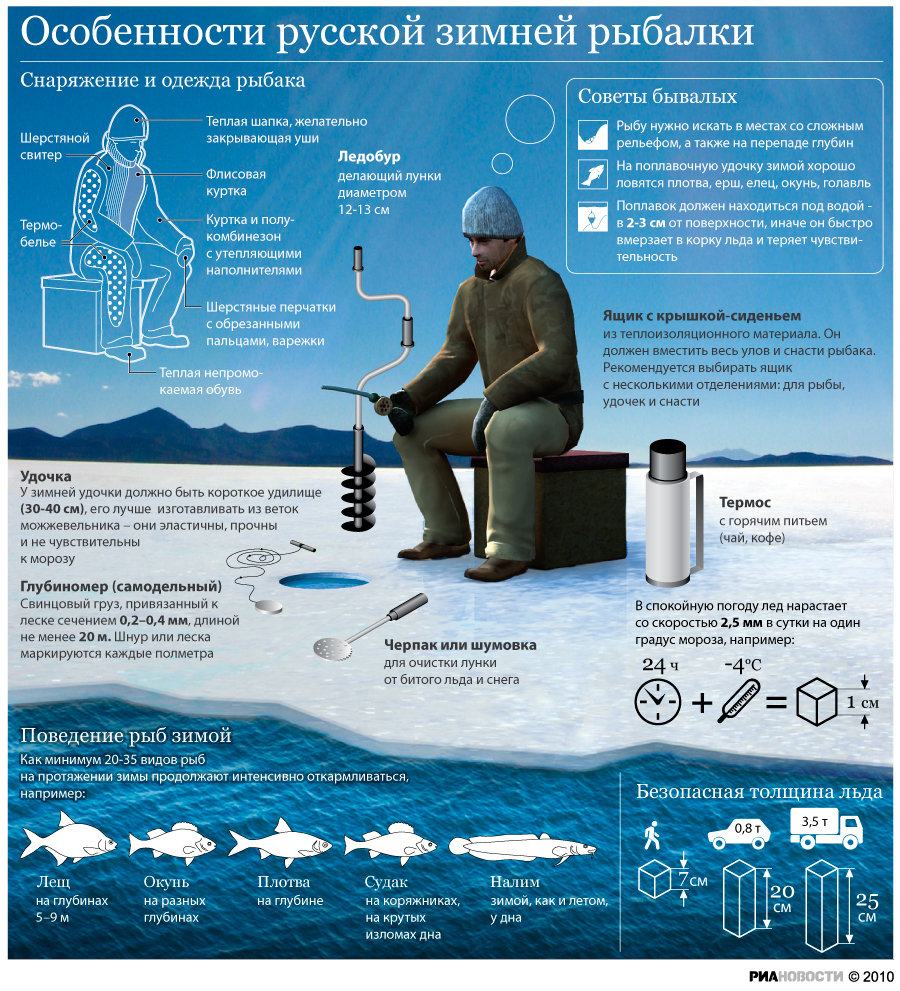 Особенности русской зимней рыбалки
Снаряжение и одежда рыбака
Шерстяной
свитер
Термо-
белье
Теплая шапка, желательно
закрывающая уши
Флисовая
куртка
Куртка и полу-
комбинезон
с утепляющими
наполнителями
Шерстяные перчатки
с обрезанными
пальцами, варежки
Теплая непромо-
каемая обувь
Ледобур
делающий лунки
диаметром
12-13 см
Советы бывалых
Рыбу нужно искать в местах со сложным
рельефом, а также на перепаде глубин
На поплавочную удочку зимой хорошо
ловятся плотва, ерш, елец, окунь, голавль
Поплавок должен находиться под водой -
в 2-3 см от поверхности, иначе он быстро
вмерзает в корку льда и теряет чувстви-
тельность
Ящик с крышкой-сиденьем
из теплоизоляционного материала. Он
должен вместить весь улов и снасти рыбака.
Рекомендуется выбирать ящик
с несколькими отделениями: для рыбы,
удочек и снасти
Удочка
У зимней удочки должно быть короткое удилище
(30-40 см), его лучше изготавливать из веток
можжевельника – они эластичны, прочны
и не чувствительны
к морозу
Глубиномер (самодельный)
Свинцовый груз, привязанный к
леске сечением 0,2–0,4 мм, длиной
не менее 20 м. Шнур или леска
маркируются каждые полметра
Черпак или шумовка
для очистки лунки
от битого льда и снега
Термос
с горячим питьем
(чай, кофе)
В спокойную погоду лед нарастает
со скоростью 2,5 мм в сутки на один
градус мороза, например:
24 ч
-4°C
+
=
1 см
Поведение рыб зимой
Как минимум 20-35 видов рыб
на протяжении зимы продолжают интенсивно откармливаться,
например:
Лещ
на глубинах
5–9 м
Окунь
на разных
глубинах
Плотва
на глубине
Судак
на коряжниках,
на крутых
изломах дна
Налим
зимой, как и летом,
у дна
Безопасная толщина льда
0,8 т
3,5 т
7 см
20
см
25
см
РИАНОВОСТИ © 2010